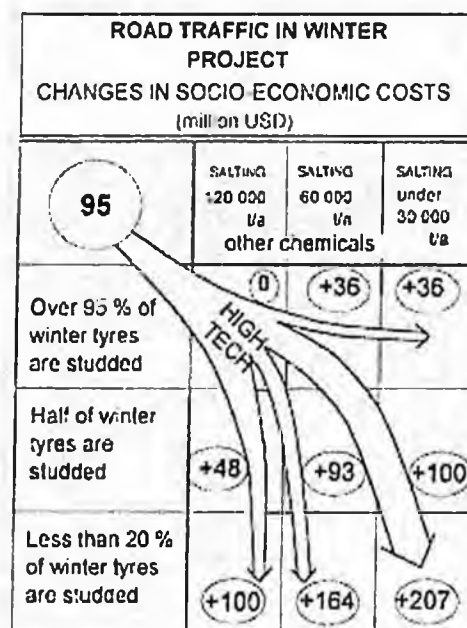 ROAD TRAFFIC IN WINTER
PROJECT
CHANGES IN SOCIO-ECONOMIC COSTS
(million USD)
95
SALTING
120 000
t/a
SALTING
60 000
t/a
SALTING
under
30 000
t/a
other chemicals
Over 95 % of
winter tyres
are studded
0
+36
+36
HIGH
TECH
Half of winter
tyres are
studded
+48
+93
+100
Less than 20 %
of winter tyres
are studded
+100
+164
+207